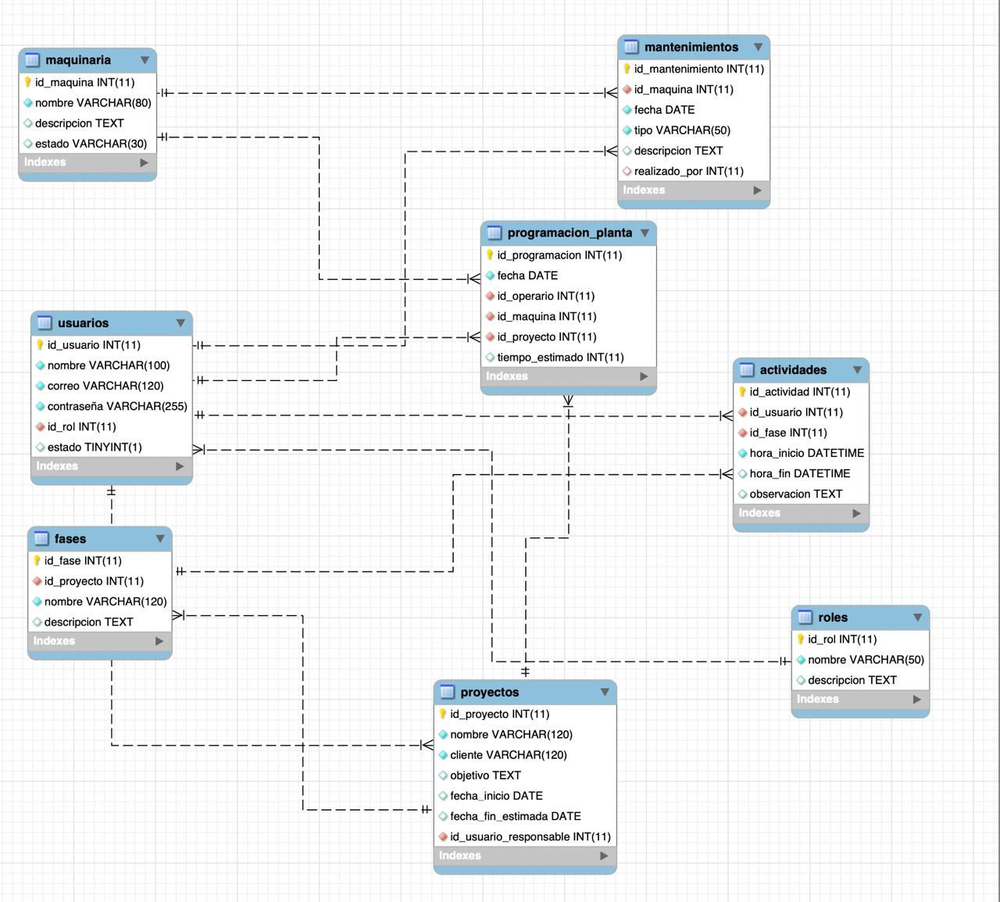 maquinaria
id_maquina INT(11)
nombre VARCHAR(80)
descripcion TEXT
estado VARCHAR(30)
Indexes
mantenimientos
id_mantenimiento INT(11)
id_maquina INT(11)
fecha DATE
tipo VARCHAR(50)
descripcion TEXT
realizado_por INT(11)
Indexes
programacion_planta
id_programacion INT(11)
fecha DATE
id_operario INT(11)
id_maquina INT(11)
id_proyecto INT(11)
tiempo_estimado INT(11)
Indexes
usuarios
id_usuario INT(11)
nombre VARCHAR(100)
correo VARCHAR(120)
contraseña VARCHAR(255)
id_rol INT(11)
estado TINYINT(1)
Indexes
actividades
id_actividad INT(11)
id_usuario INT(11)
id_fase INT(11)
hora_inicio DATETIME
hora_fin DATETIME
observacion TEXT
Indexes
fases
id_fase INT(11)
id_proyecto INT(11)
nombre VARCHAR(120)
descripcion TEXT
Indexes
roles
id_rol INT(11)
nombre VARCHAR(50)
descripcion TEXT
Indexes
proyectos
id_proyecto INT(11)
nombre VARCHAR(120)
cliente VARCHAR(120)
objetivo TEXT
fecha_inicio DATE
fecha_fin_estimada DATE
id_usuario_responsable INT(11)
Indexes